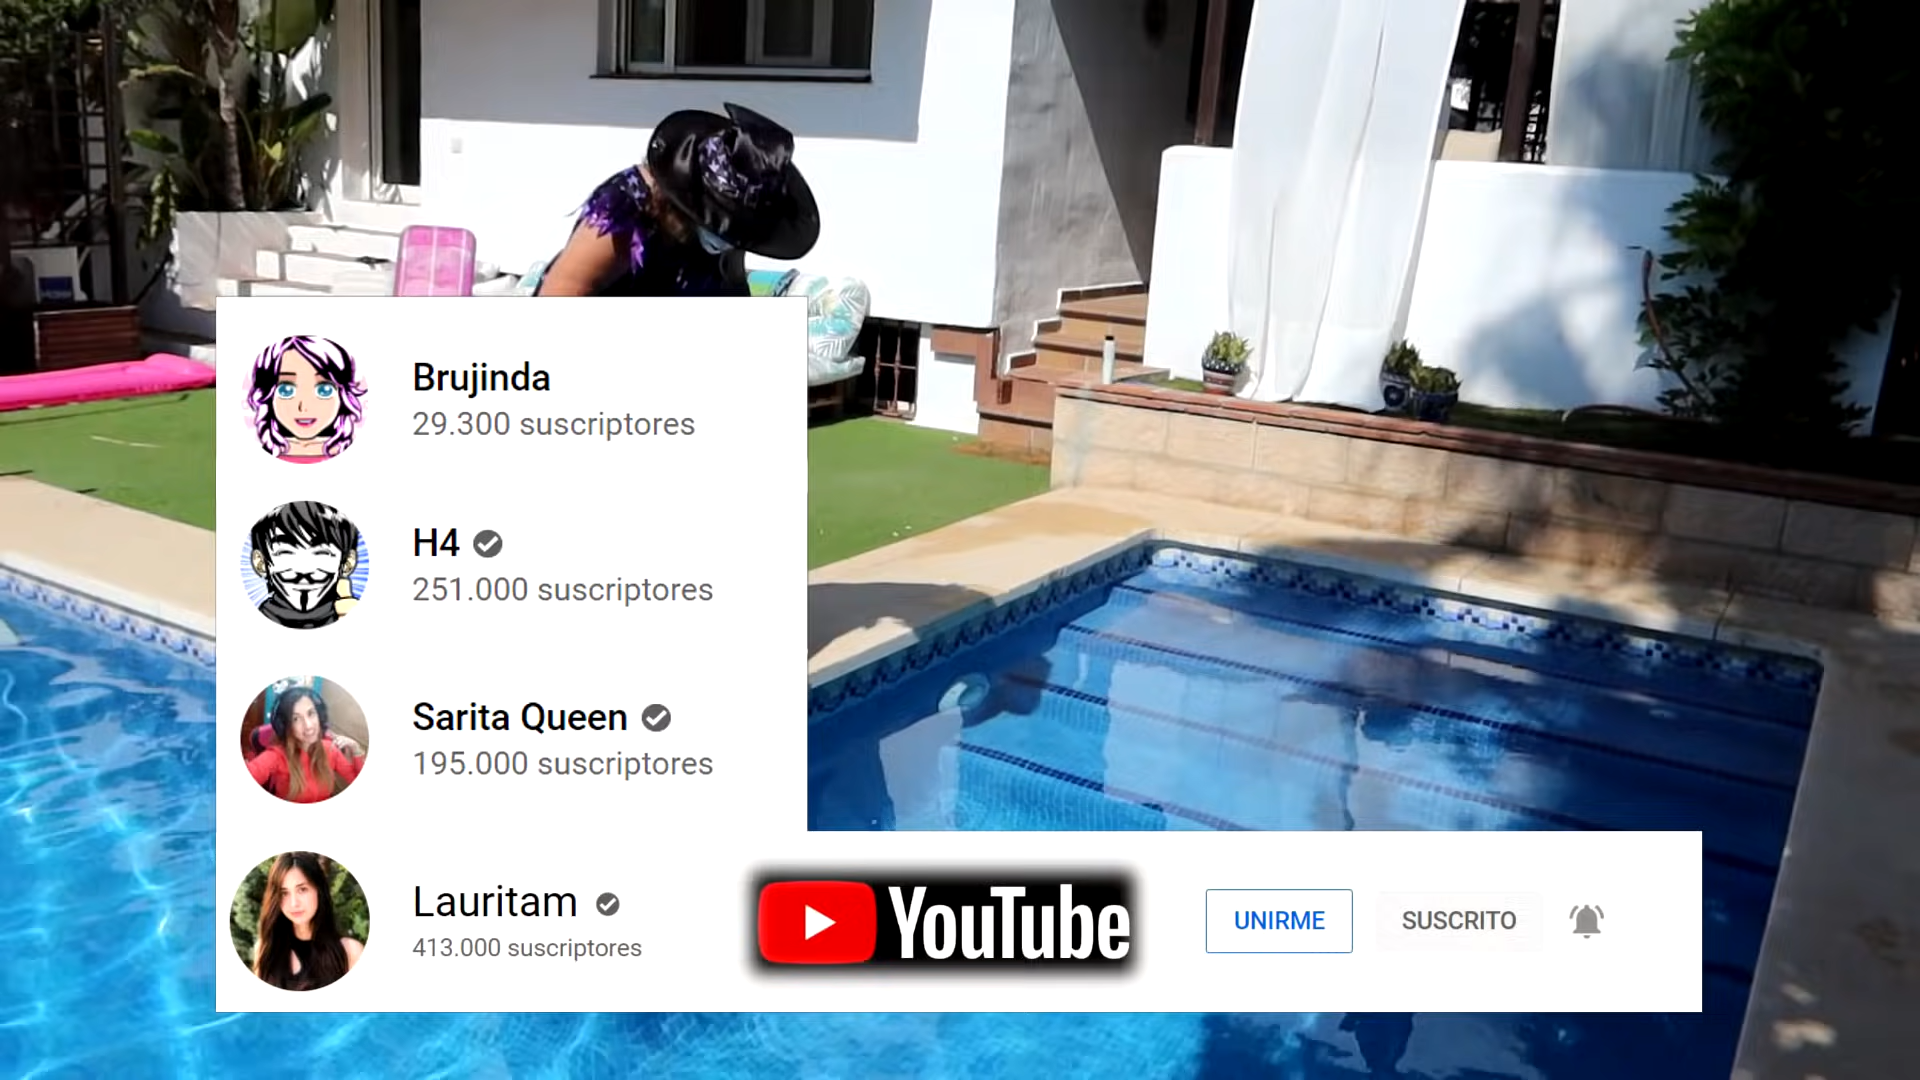 Brujinda
29.300 suscriptores
H4
251.000 suscriptores
Sarita Queen
195.000 suscriptores
Lauritam
413.000 suscriptores
YouTube
UNIRME
SUSCRITO